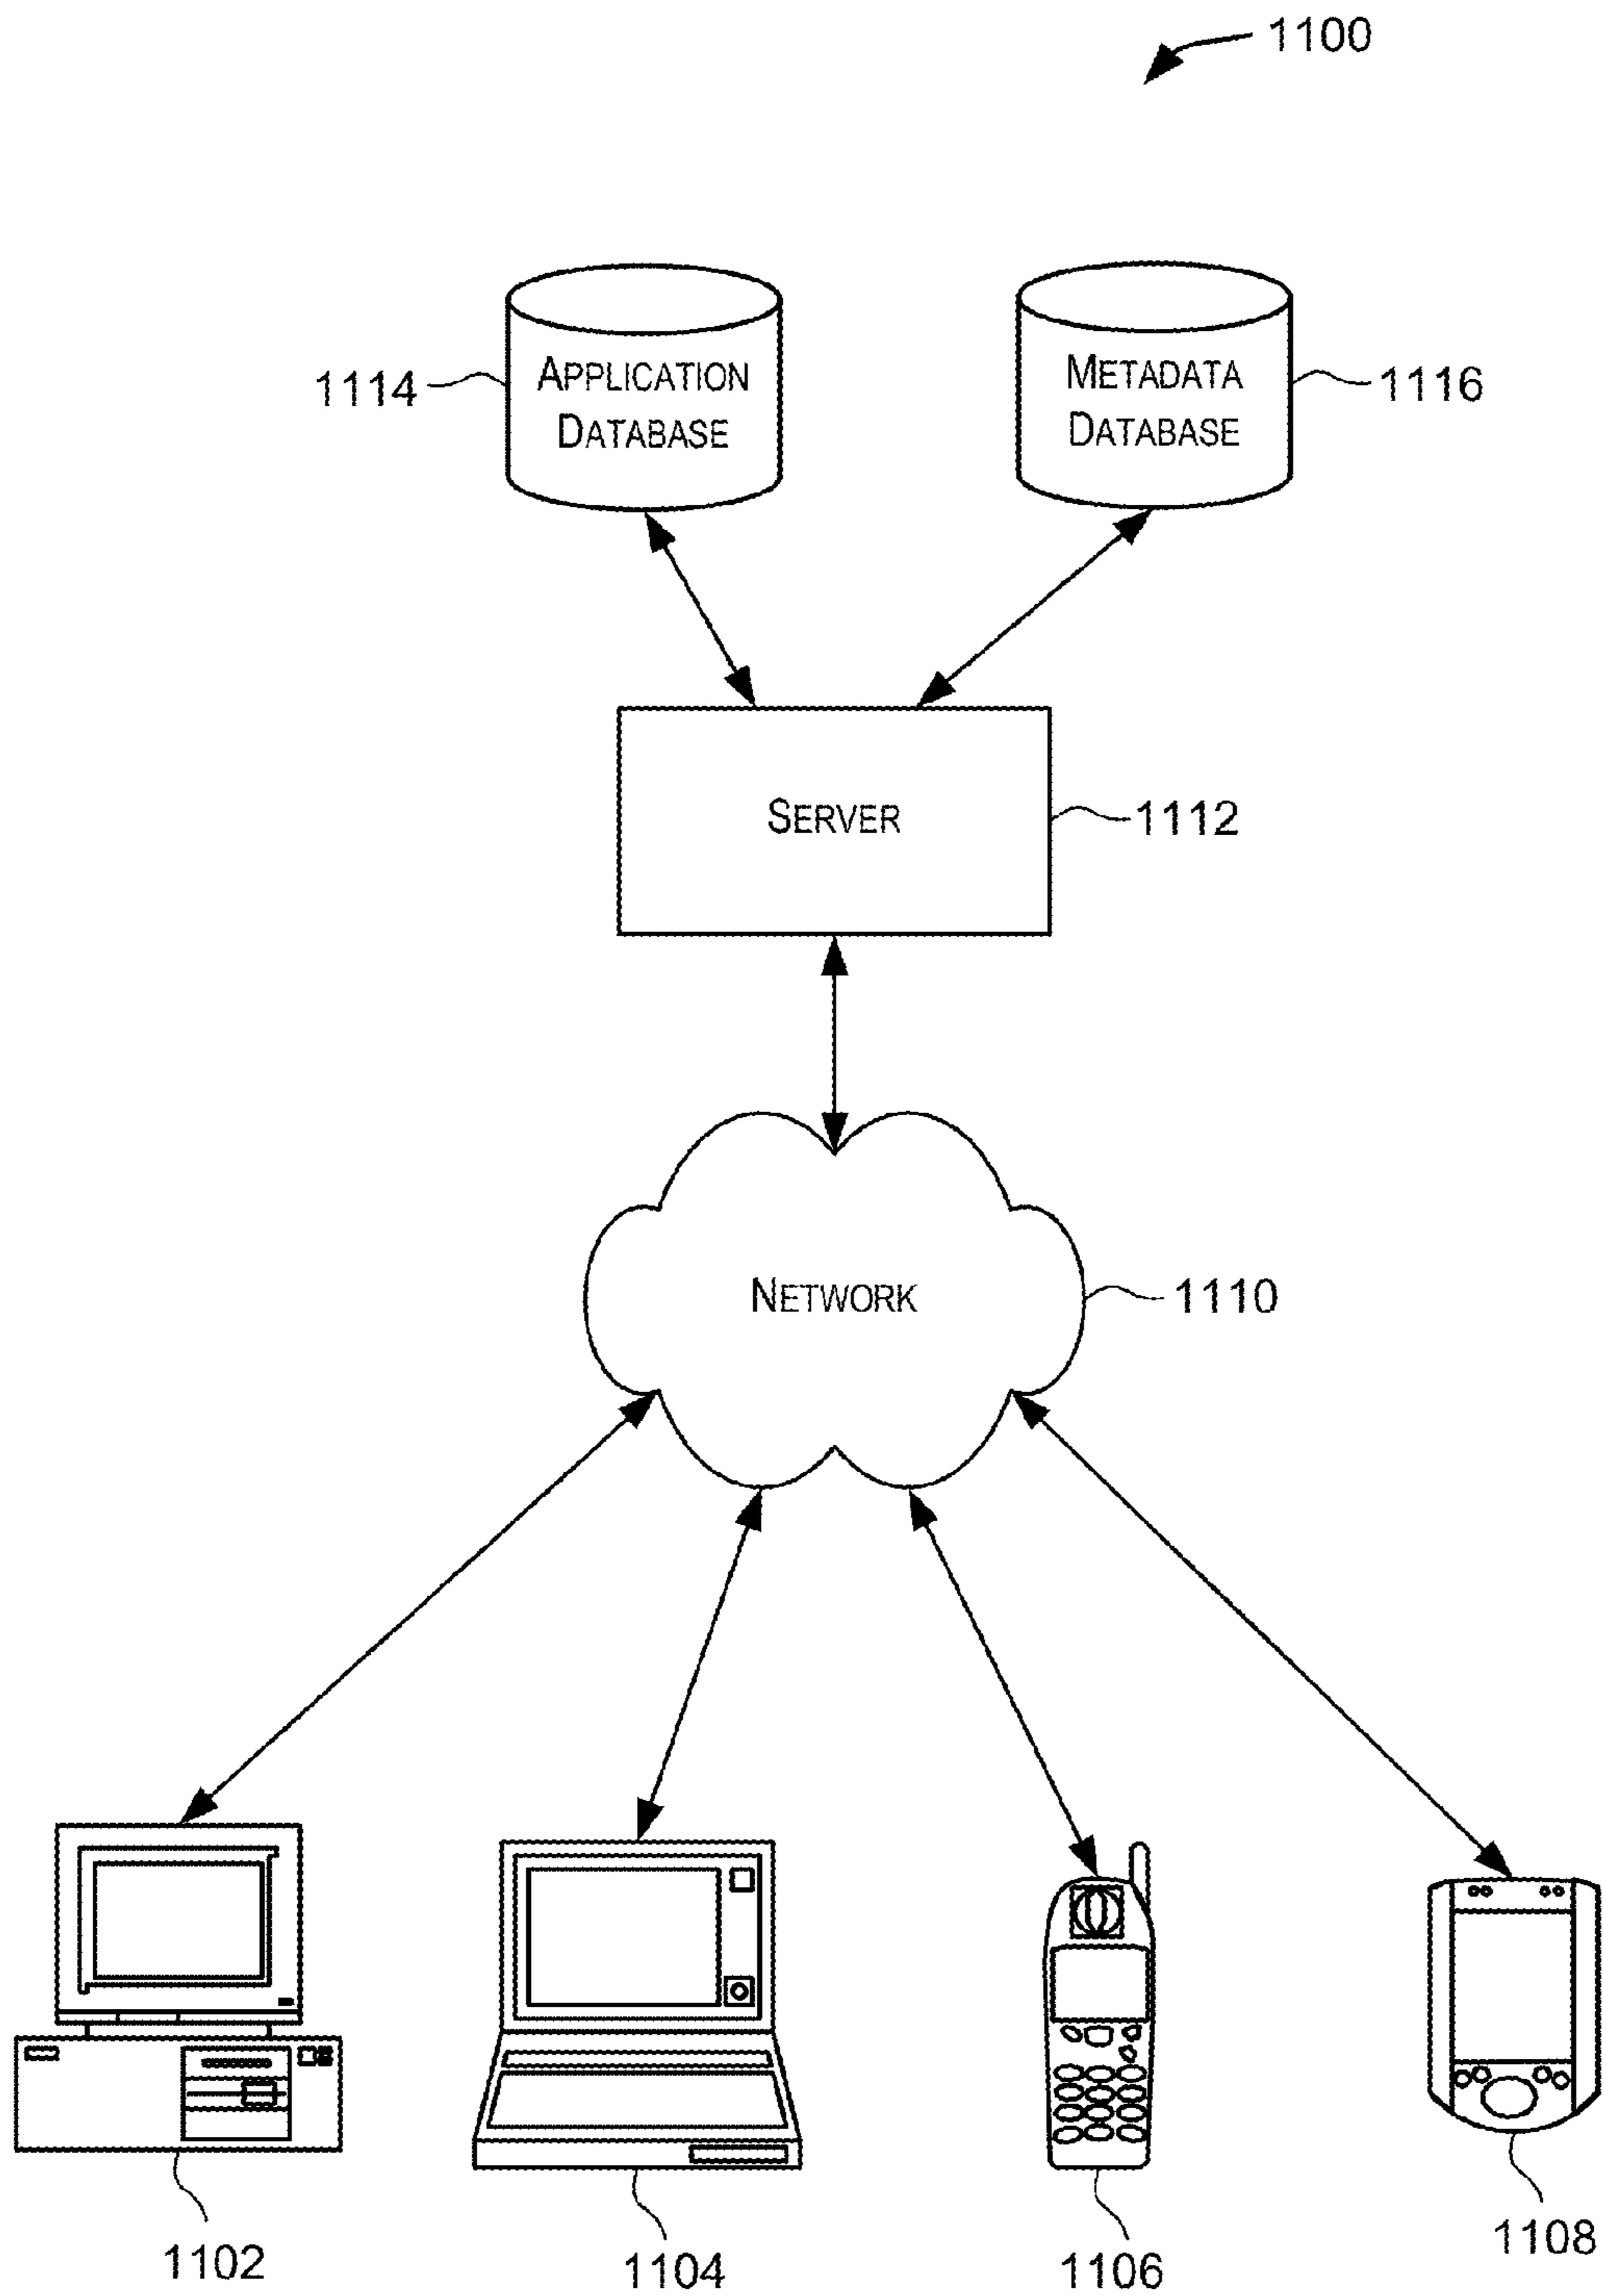 1100
APPLICATION
DATABASE
1114
METADATA
DATABASE
1116
SERVER
1112
NETWORK
1110
1102
1104
1106
1108